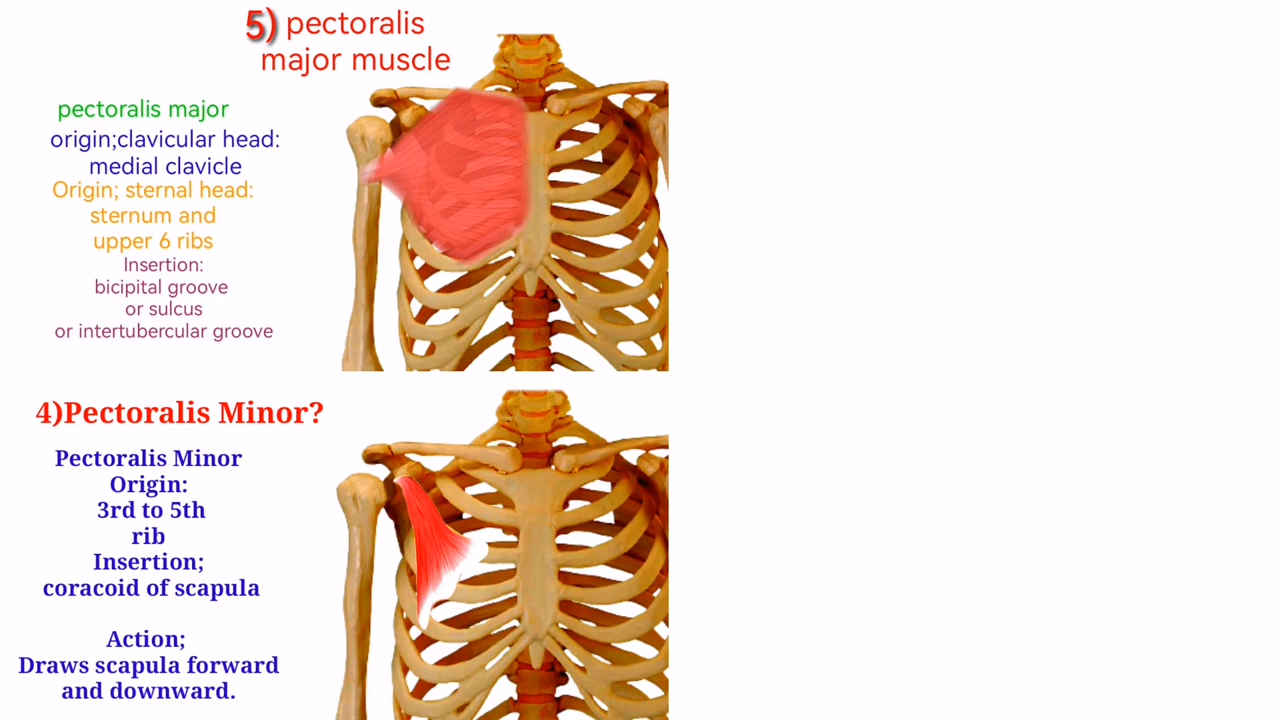 5) pectoralis
major muscle
pectoralis major
origin;clavicular head:
medial clavicle
Origin; sternal head:
sternum and
upper 6 ribs
Insertion:
bicipital groove
or sulcus
or intertubercular groove
4)Pectoralis Minor?
Pectoralis Minor
Origin:
3rd to 5th
rib
Insertion;
coracoid of scapula
Action;
Draws scapula forward
and downward.